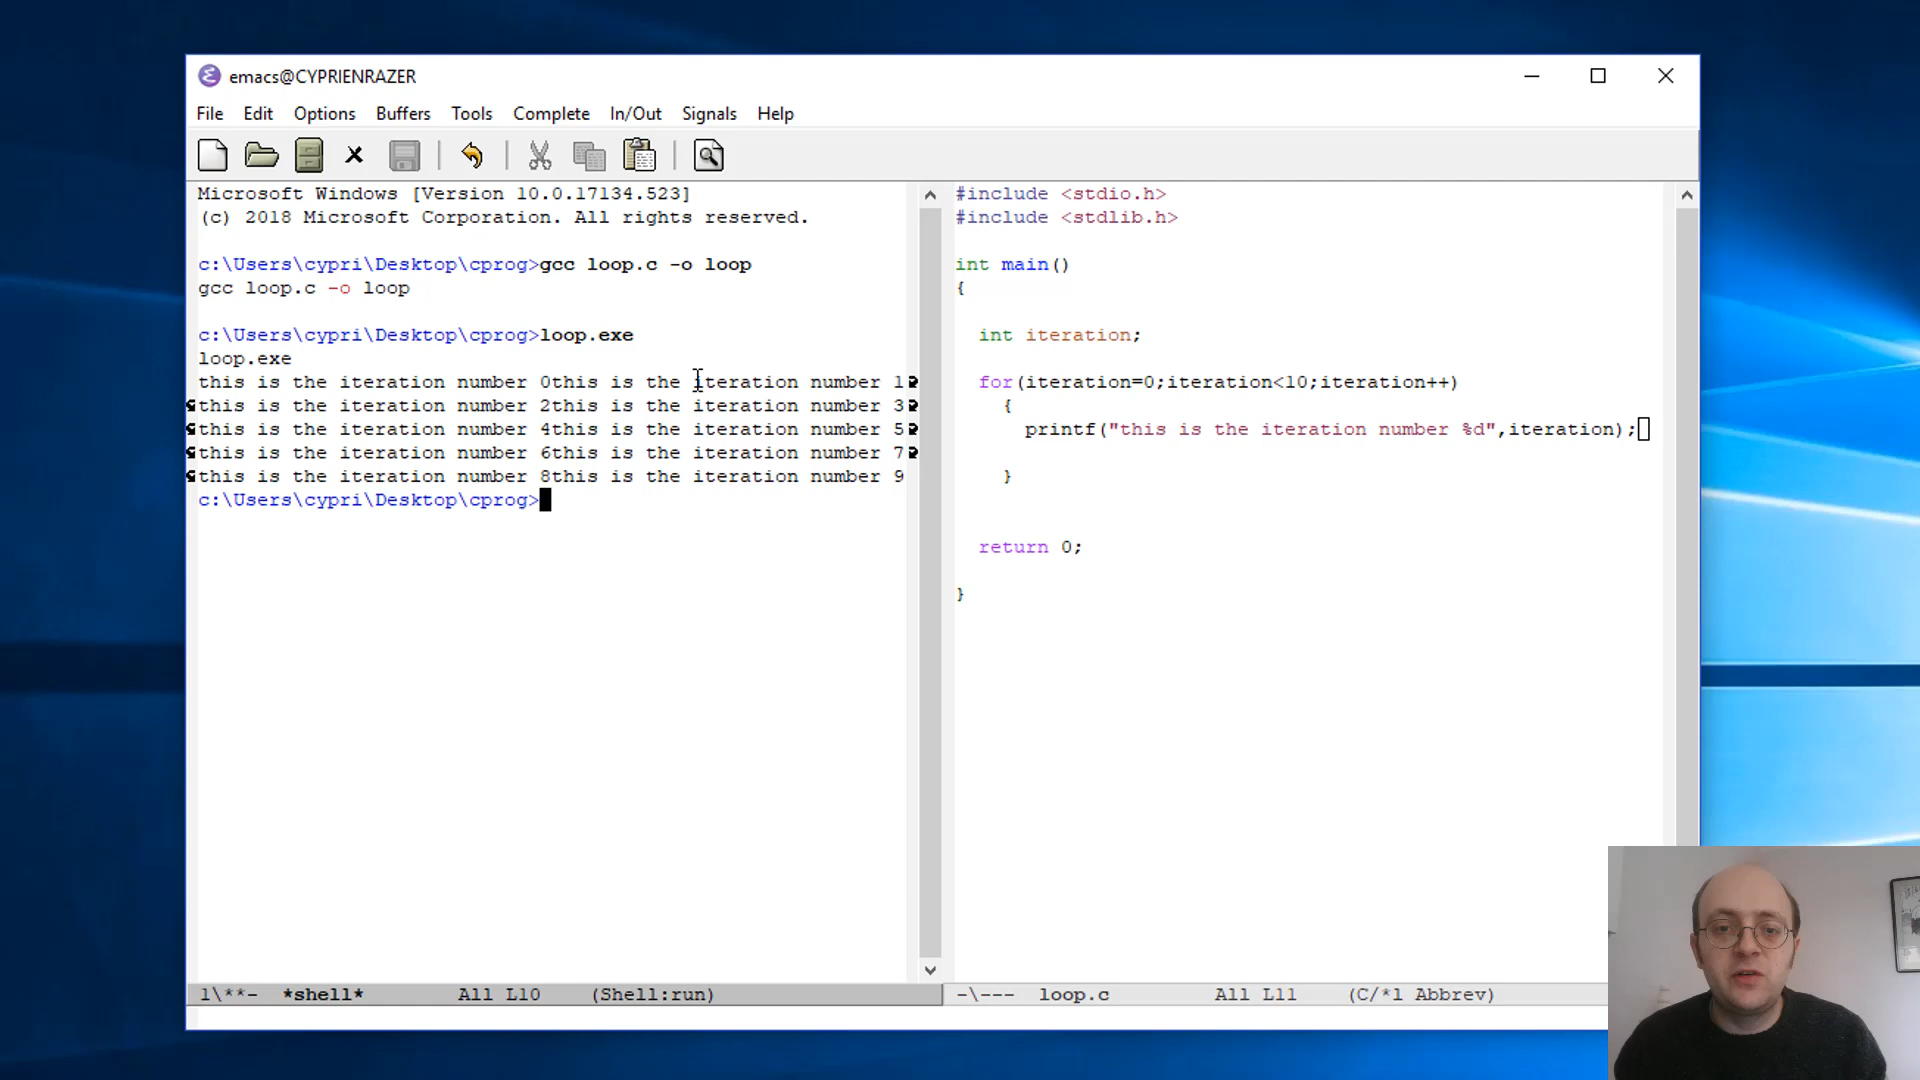 emacs@CYPRIENRAZER
File Edit Options Buffers Tools Complete In/Out Signals Help
Microsoft Windows [Version 10.0.17134.523]
(c) 2018 Microsoft Corporation. All rights reserved.
c:\Users\cypri\Desktop\cprog>gcc loop.c -o loop
gcc loop.c -o loop
c:\Users\cypri\Desktop\cprog>loop.exe
loop.exe
this is the iteration number 0this is the iteration number 1
this is the iteration number 2this is the iteration number 3
this is the iteration number 4this is the iteration number 5
this is the iteration number 6this is the iteration number 7
this is the iteration number 8this is the iteration number 9
c:\Users\cypri\Desktop\cprog>
1\**- *shell* All L10 (Shell:run)
#include <stdio.h>
#include <stdlib.h>
int main()
{
int iteration;
for(iteration=0;iteration<10;iteration++)
{
printf("this is the iteration number %d",iteration);
}
return 0;
}
-\--- loop.c All L11 (C/*l Abbrev)